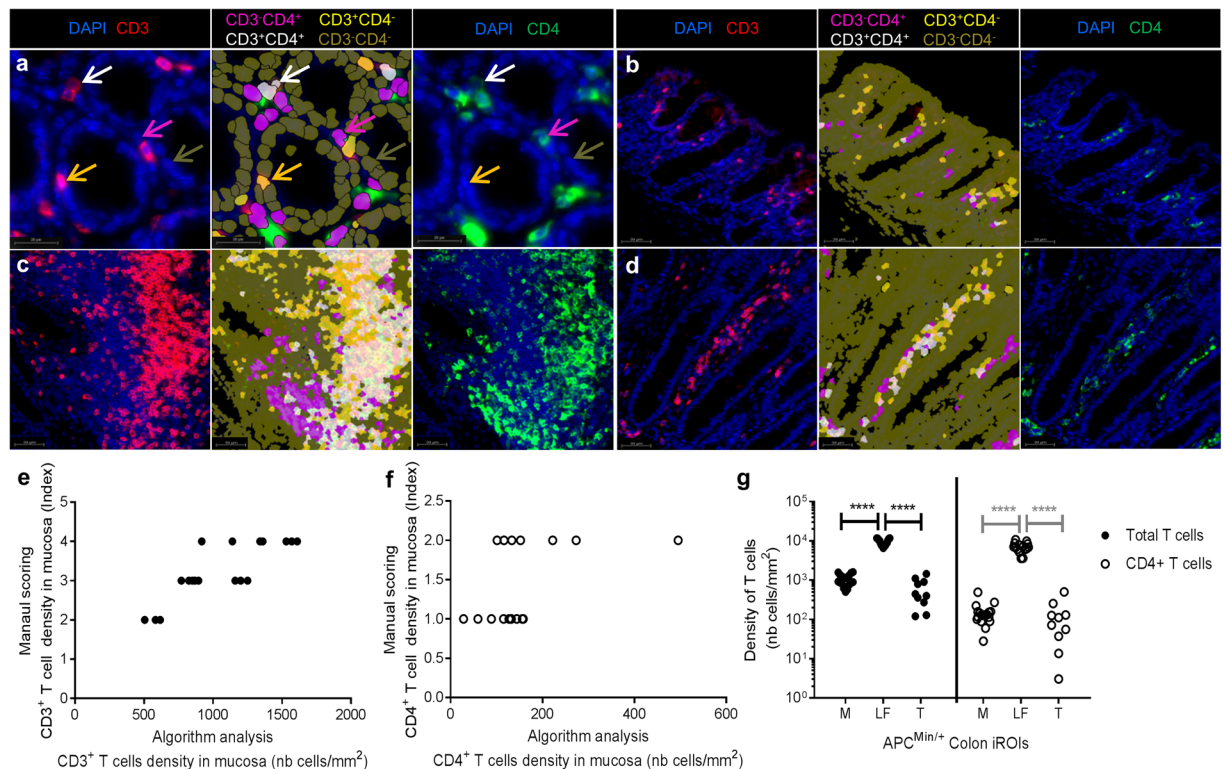 DAPI CD3
CD3⁻CD4⁺ CD3⁺CD4⁻
CD3⁺CD4⁺ CD3⁻CD4⁻
DAPI CD4
DAPI CD3
CD3⁻CD4⁺ CD3⁺CD4⁻
CD3⁺CD4⁺ CD3⁻CD4⁻
DAPI CD4
a
b
c
d
e
Manaul scoring
CD3⁺ T cell density in mucosa (Index)
5
4
3
2
1
0
0
500
1000
1500
2000
Algorithm analysis
CD3⁺ T cells density in mucosa (nb cells/mm²)
f
Manual scoring
CD4⁺ T cell density in mucosa (Index)
2.5
2.0
1.5
1.0
0.5
0.0
0
200
400
600
Algorithm analysis
CD4⁺ T cells density in mucosa (nb cells/mm²)
g
Density of T cells
(nb cells/mm²)
10⁵
10⁴
10³
10²
10¹
10⁰
**** ****
**** ****
M LF T
M LF T
APCᴹⁱⁿ/⁺ Colon iROIs
Total T cells
CD4+ T cells